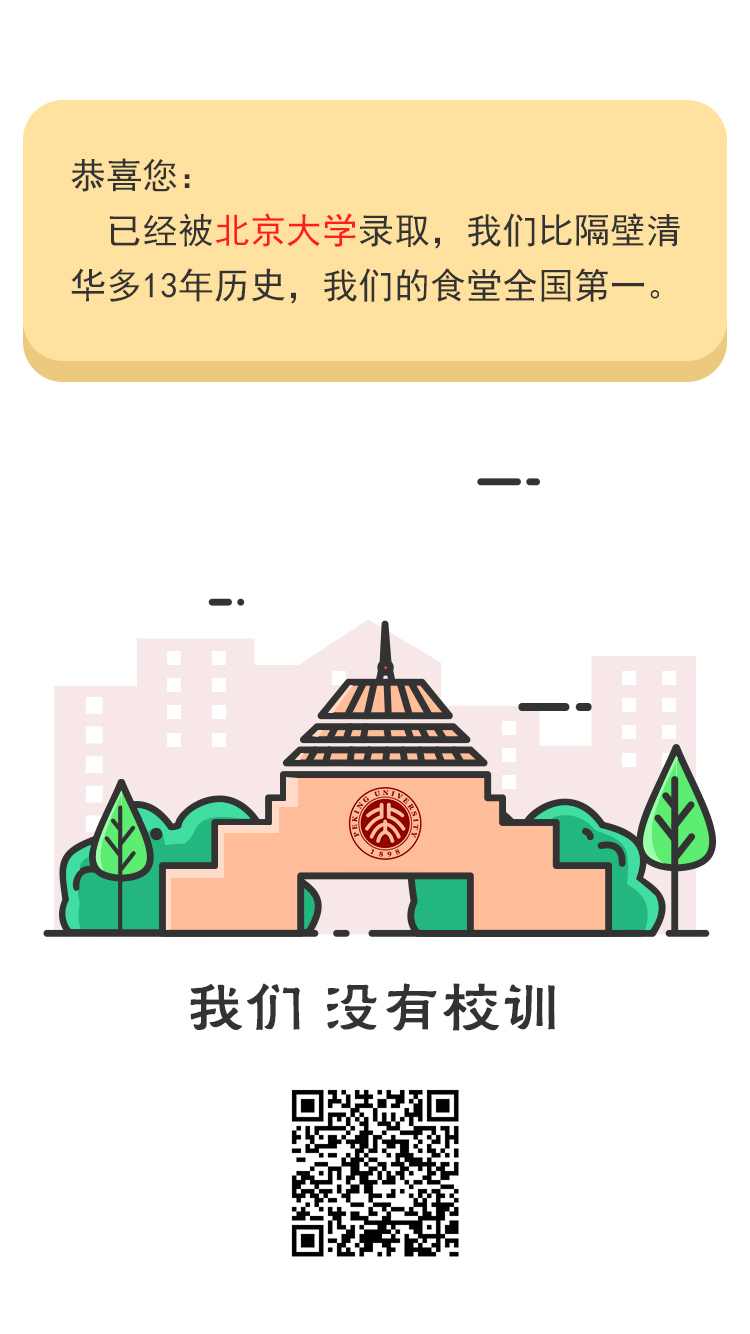 恭喜您：
已经被北京大学录取，我们比隔壁清
华多13年历史，我们的食堂全国第一。
PEKING UNIVERSITY
1898
我们 没有校训